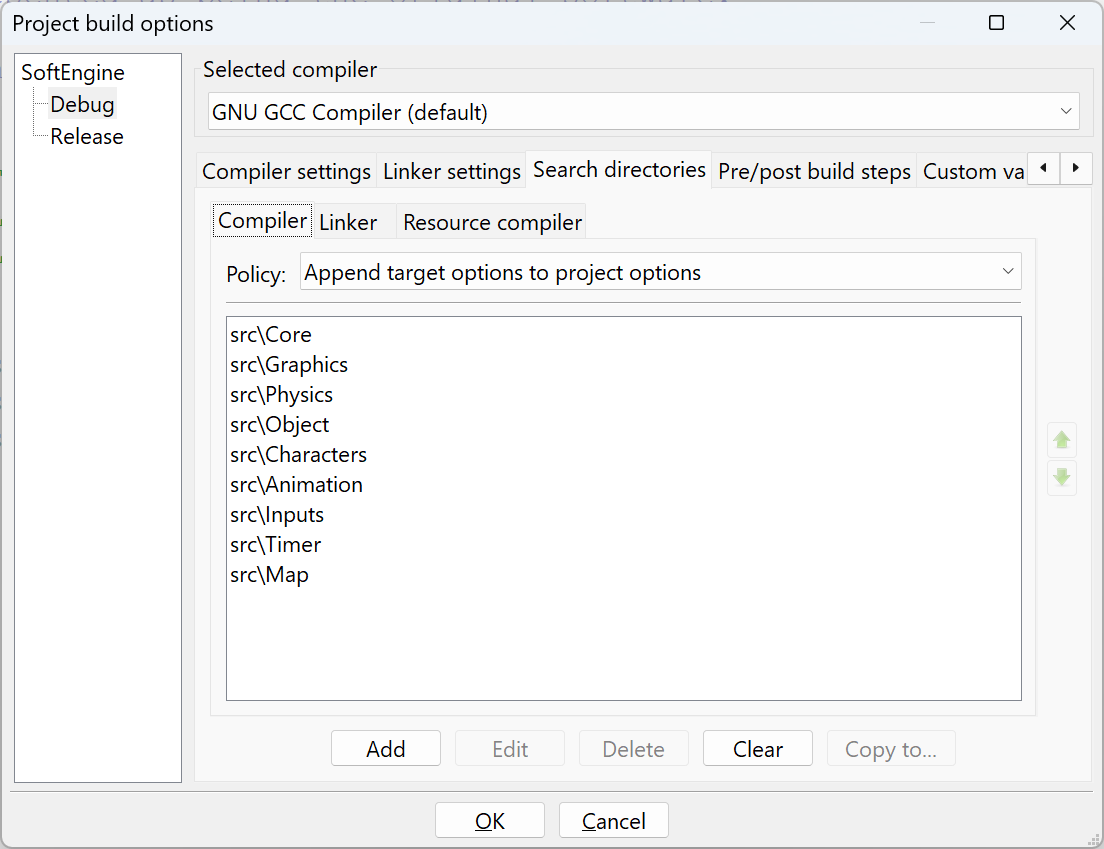 Project build options
SoftEngine
Debug
Release
Selected compiler
GNU GCC Compiler (default)
Compiler settings
Linker settings
Search directories
Pre/post build steps
Custom va
Compiler
Linker
Resource compiler
Policy:
Append target options to project options
src\Core
src\Graphics
src\Physics
src\Object
src\Characters
src\Animation
src\Inputs
src\Timer
src\Map
Add
Edit
Delete
Clear
Copy to...
OK
Cancel